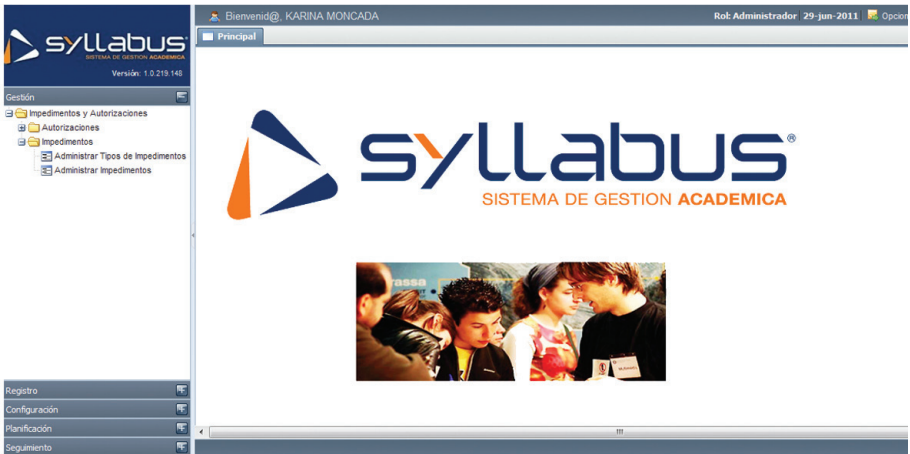 syllabus
SISTEMA DE GESTION ACADEMICA
Versión: 1.0.219.148
Bienvenid@, KARINA MONCADA
Rol: Administrador 29-jun-2011 Opcion
Principal
Gestión
Impedimentos y Autorizaciones
Autorizaciones
Impedimentos
Administrar Tipos de Impedimentos
Administrar Impedimentos
Registro
Configuración
Planificación
Seguimiento
syllabus®
SISTEMA DE GESTION ACADEMICA